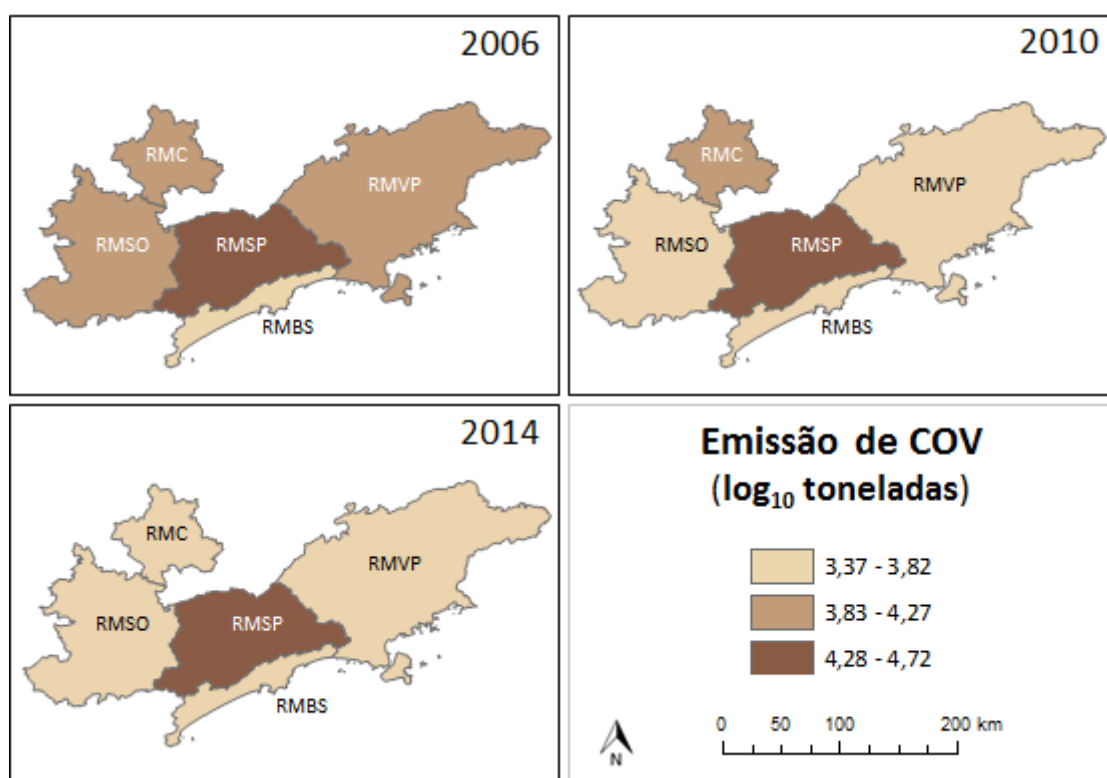 2006
RMC
RMVP
RMSO
RMSP
RMBS
2010
RMC
RMVP
RMSO
RMSP
RMBS
2014
RMC
RMVP
RMSO
RMSP
RMBS
Emissão de COV
(log₁₀ toneladas)
3,37 - 3,82
3,83 - 4,27
4,28 - 4,72
N
0 50 100 200 km